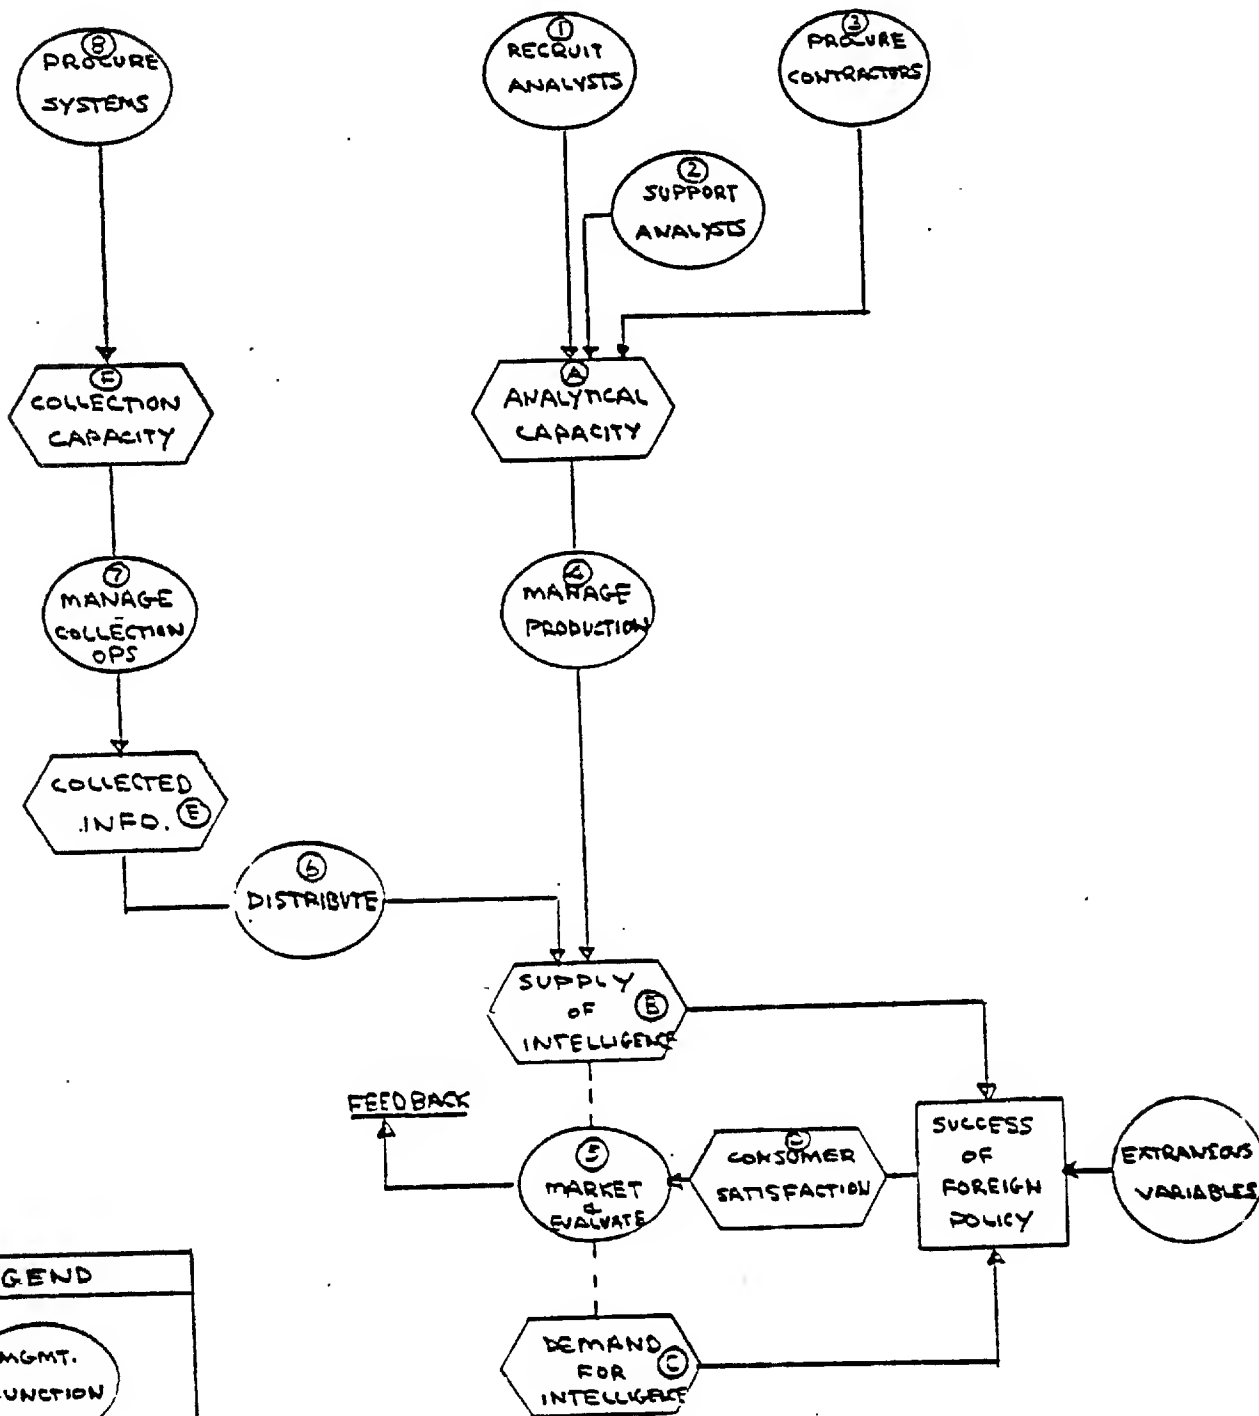 8
PROCURE
SYSTEMS
1
RECRUIT
ANALYSTS
3
PROCURE
CONTRACTORS
2
SUPPORT
ANALYSTS
F
COLLECTION
CAPACITY
A
ANALYTICAL
CAPACITY
7
MANAGE
COLLECTION
OPS
4
MANAGE
PRODUCTION
COLLECTED
INFO. E
6
DISTRIBUTE
SUPPLY
OF B
INTELLIGENCE
FEEDBACK
5
MARKET
&
EVALUATE
D
CONSUMER
SATISFACTION
SUCCESS
OF
FOREIGN
POLICY
EXTRANEOUS
VARIABLES
GEND
MGMT.
UNCTION
DEMAND
FOR C
INTELLIGENCE